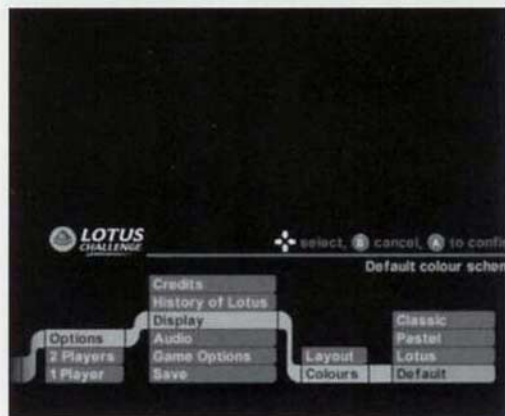 LOTUS
CHALLENGE
select, B cancel, A to confir
Default colour schem
Credits
History of Lotus
Display
Audio
Game Options
Save
Options
2 Players
1 Player
Layout
Colours
Classic
Pastel
Lotus
Default